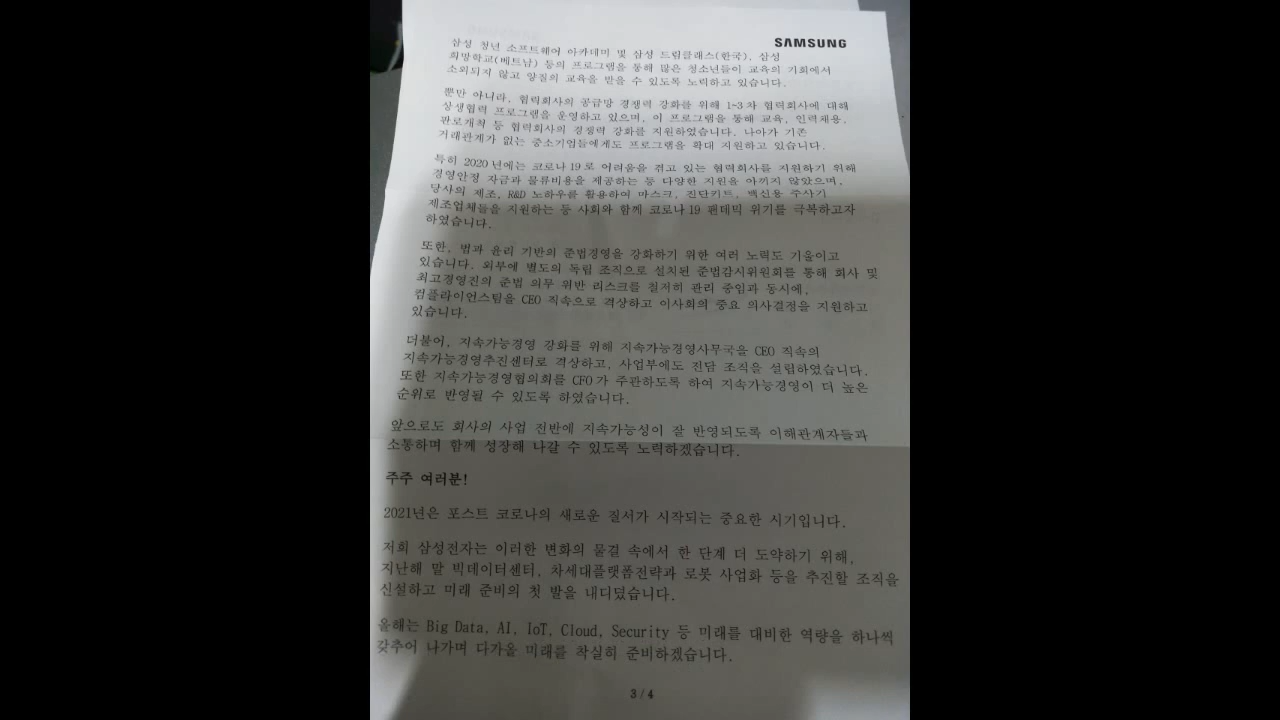 SAMSUNG
삼성 청년 소프트웨어 아카데미 및 삼성 드림클래스(한국), 삼성
희망학교(베트남) 등의 프로그램을 통해 많은 청소년들이 교육의 기회에서
소외되지 않고 양질의 교육을 받을 수 있도록 노력하고 있습니다.
뿐만 아니라, 협력회사의 공급망 경쟁력 강화를 위해 1~3차 협력회사에 대해
상생협력 프로그램을 운영하고 있으며, 이 프로그램을 통해 교육, 인력채용,
판로개척 등 협력회사의 경쟁력 강화를 지원하였습니다. 나아가 기존
거래관계가 없는 중소기업들에게도 프로그램을 확대 지원하고 있습니다.
특히 2020년에는 코로나19로 어려움을 겪고 있는 협력회사를 지원하기 위해
경영안정 자금과 물류비용을 제공하는 등 다양한 지원을 아끼지 않았으며,
당사의 제조, R&D 노하우를 활용하여 마스크, 진단키트, 백신용 주사기
제조업체들을 지원하는 등 사회와 함께 코로나19 팬데믹 위기를 극복하고자
하였습니다.
또한, 법과 윤리 기반의 준법경영을 강화하기 위한 여러 노력도 기울이고
있습니다. 외부에 별도의 독립 조직으로 설치된 준법감시위원회를 통해 회사 및
최고경영진의 준법 의무 위반 리스크를 철저히 관리 중임과 동시에,
컴플라이언스팀을 CEO 직속으로 격상하고 이사회의 중요 의사결정을 지원하고
있습니다.
더불어, 지속가능경영 강화를 위해 지속가능경영사무국을 CEO 직속의
지속가능경영추진센터로 격상하고, 사업부에도 전담 조직을 설립하였습니다.
또한 지속가능경영협의회를 CFO가 주관하도록 하여 지속가능경영이 더 높은
순위로 반영될 수 있도록 하였습니다.
앞으로도 회사의 사업 전반에 지속가능성이 잘 반영되도록 이해관계자들과
소통하며 함께 성장해 나갈 수 있도록 노력하겠습니다.
주주 여러분!
2021년은 포스트 코로나의 새로운 질서가 시작되는 중요한 시기입니다.
저희 삼성전자는 이러한 변화의 물결 속에서 한 단계 더 도약하기 위해,
지난해 말 빅데이터센터, 차세대플랫폼전략과 로봇 사업화 등을 추진할 조직을
신설하고 미래 준비의 첫 발을 내디뎠습니다.
올해는 Big Data, AI, IoT, Cloud, Security 등 미래를 대비한 역량을 하나씩
갖추어 나가며 다가올 미래를 착실히 준비하겠습니다.
3 / 4